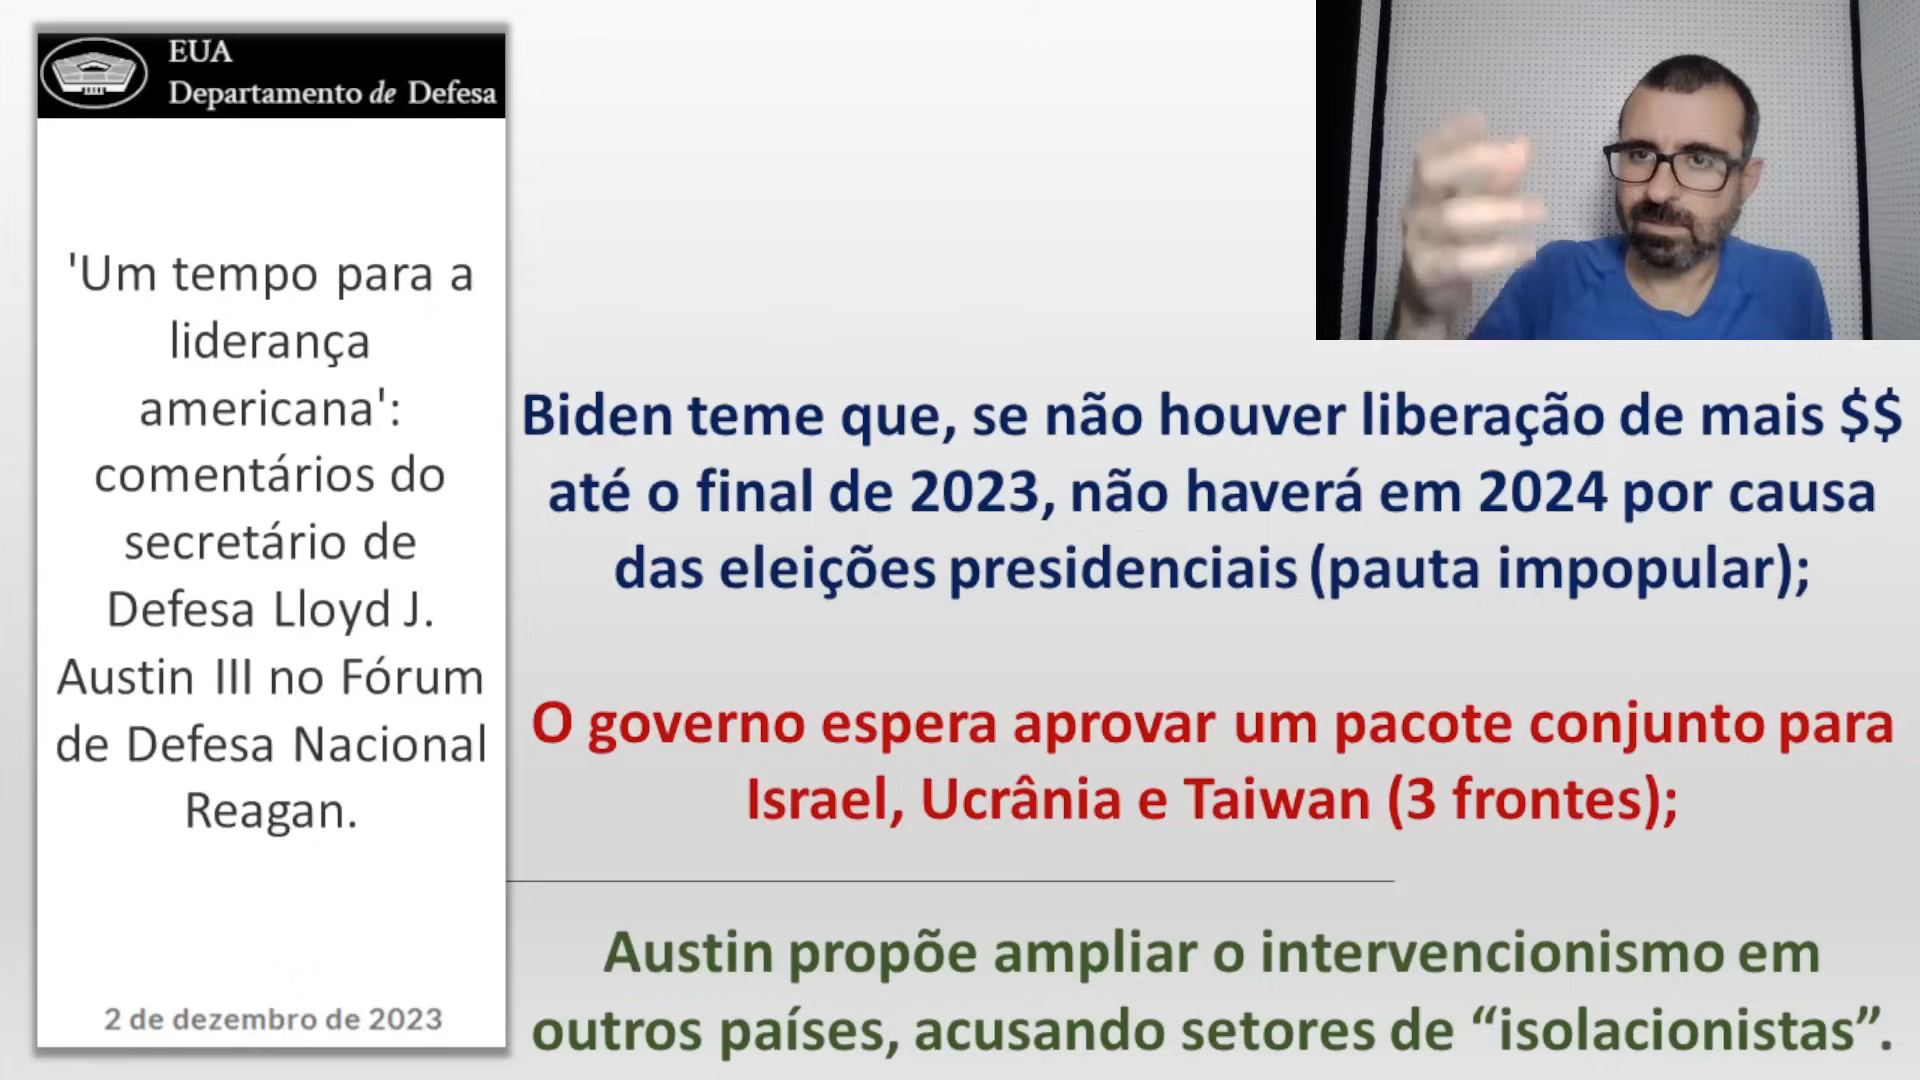 EUA
Departamento de Defesa
'Um tempo para a
liderança
americana':
comentários do
secretário de
Defesa Lloyd J.
Austin III no Fórum
de Defesa Nacional
Reagan.
2 de dezembro de 2023
Biden teme que, se não houver liberação de mais $$
até o final de 2023, não haverá em 2024 por causa
das eleições presidenciais (pauta impopular);
O governo espera aprovar um pacote conjunto para
Israel, Ucrânia e Taiwan (3 frontes);
Austin propõe ampliar o intervencionismo em
outros países, acusando setores de “isolacionistas”.